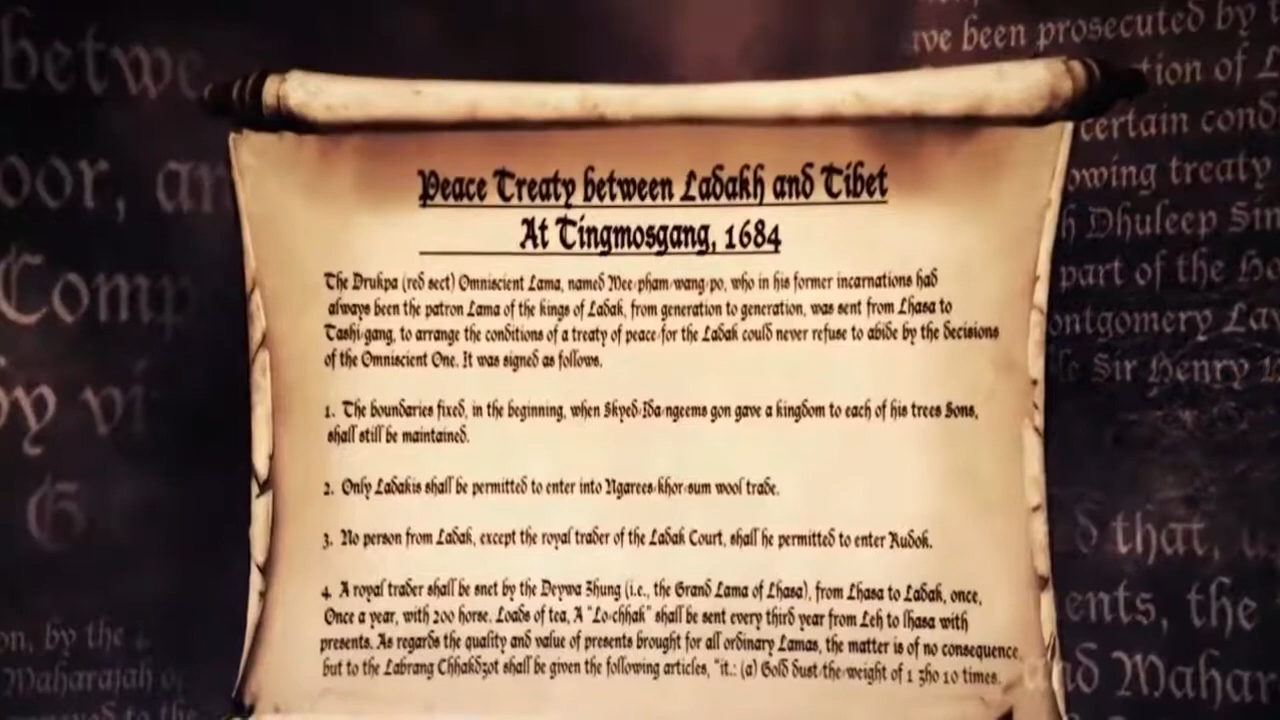 Peace Treaty between Ladakh and Tibet
At Tingmosgang, 1684
The Drukpa (red sect) Omniscient Lama, named Mee-pham-wang-po, who in his former incarnations had
always been the patron Lama of the kings of Ladak, from generation to generation, was sent from Lhasa to
Tashi-gang, to arrange the conditions of a treaty of peace-for the Ladak could never refuse to abide by the decisions
of the Omniscient One. It was signed as follows.
1. The boundaries fixed, in the beginning, when Skyed-Ida-ngeems gon gave a kingdom to each of his trees Sons,
shall still be maintained.
2. Only Ladakis shall be permitted to enter into Ngarees-khor-sum wool trade.
3. No person from Ladak, except the royal trader of the Ladak Court, shall he permitted to enter Rudok.
4. A royal trader shall be snet by the Deywa Zhung (i.e., the Grand Lama of Lhasa), from Lhasa to Ladak, once,
Once a year, with 200 horse. Loads of tea, A "Lo-chhak" shall be sent every third year from Leh to lhasa with
presents. As regards the quality and value of presents brought for all ordinary Lamas, the matter is of no consequence,
but to the Labrang Chhakdzot shall be given the following articles, "it.: (a) Gold dust-the-weight of 1 zho 10 times.
betwe
oor, an
Comp
by vi
G
on, by the
Maharajah of
to the
ave been prosecuted by t
tion of L
certain cond
owing treaty
h Dhuleep Sin
part of the Ho
ontgomery Law
Sir Henry
d that, u
ents, the
nd Mahar